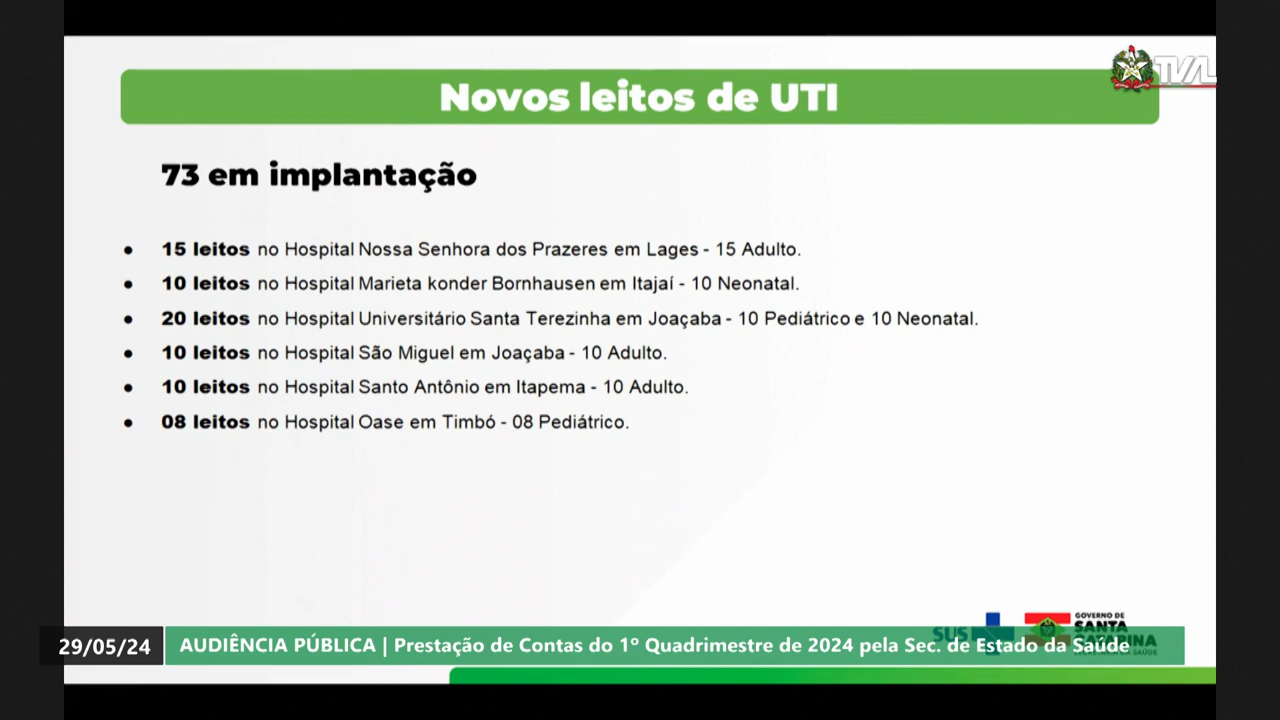 TVAL
Novos leitos de UTI
73 em implantação
● 15 leitos no Hospital Nossa Senhora dos Prazeres em Lages - 15 Adulto.
● 10 leitos no Hospital Marieta konder Bornhausen em Itajaí - 10 Neonatal.
● 20 leitos no Hospital Universitário Santa Terezinha em Joaçaba - 10 Pediátrico e 10 Neonatal.
● 10 leitos no Hospital São Miguel em Joaçaba - 10 Adulto.
● 10 leitos no Hospital Santo Antônio em Itapema - 10 Adulto.
● 08 leitos no Hospital Oase em Timbó - 08 Pediátrico.
SUS
GOVERNO DE
SANTA
CATARINA
29/05/24
AUDIÊNCIA PÚBLICA | Prestação de Contas do 1º Quadrimestre de 2024 pela Sec. de Estado da Saúde